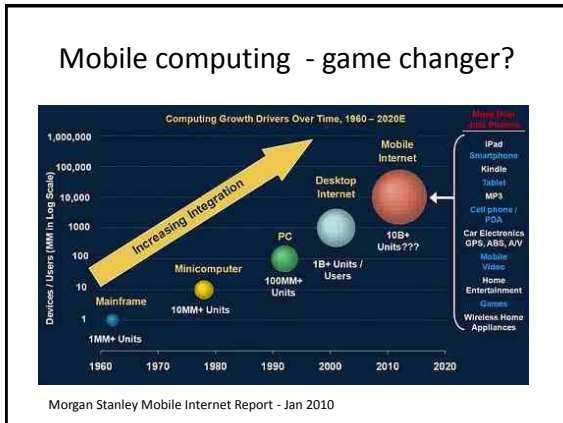 Mobile computing - game changer?
Computing Growth Drivers Over Time, 1960 – 2020E
More than
Just Phones
Devices / Users (MM in Log Scale)
1,000,000
100,000
10,000
1000
100
10
1
Increasing Integration
Mainframe
1MM+ Units
Minicomputer
10MM+ Units
PC
100MM+
Units
Desktop
Internet
1B+ Units /
Users
Mobile
Internet
10B+
Units???
iPad
Smartphone
Kindle
Tablet
MP3
Cell phone /
PDA
Car Electronics
GPS, ABS, A/V
Mobile
Video
Home
Entertainment
Games
Wireless Home
Appliances
1960
1970
1980
1990
2000
2010
2020
Morgan Stanley Mobile Internet Report - Jan 2010